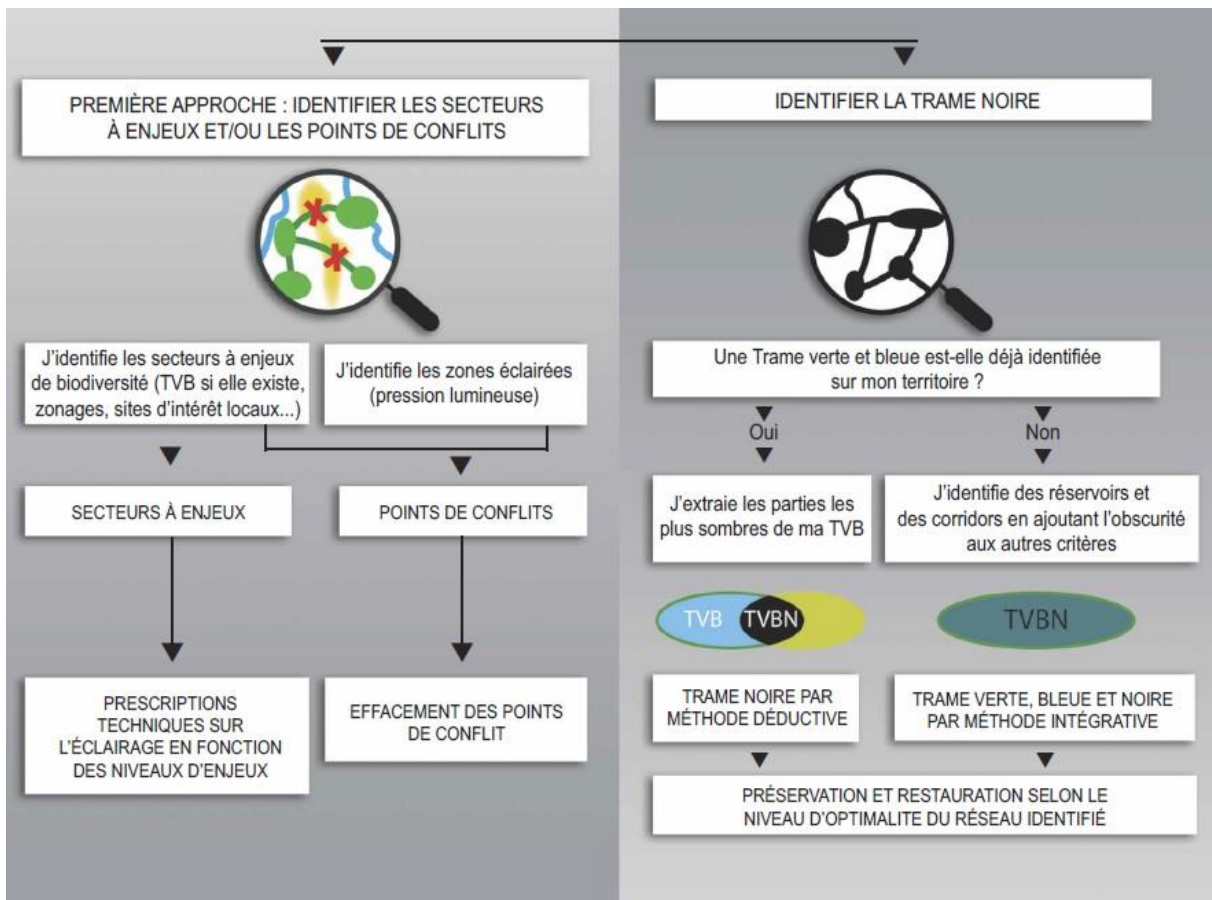 PREMIÈRE APPROCHE : IDENTIFIER LES SECTEURS
À ENJEUX ET/OU LES POINTS DE CONFLITS
J'identifie les secteurs à enjeux
de biodiversité (TVB si elle existe,
zonages, sites d'intérêt locaux...)
J'identifie les zones éclairées
(pression lumineuse)
SECTEURS À ENJEUX
POINTS DE CONFLITS
PRESCRIPTIONS
TECHNIQUES SUR
L'ÉCLAIRAGE EN FONCTION
DES NIVEAUX D'ENJEUX
EFFACEMENT DES POINTS
DE CONFLIT
IDENTIFIER LA TRAME NOIRE
Une Trame verte et bleue est-elle déjà identifiée
sur mon territoire ?
Oui
Non
J'extraie les parties les
plus sombres de ma TVB
J'identifie des réservoirs et
des corridors en ajoutant l'obscurité
aux autres critères
TVB
TVBN
TVBN
TRAME NOIRE PAR
MÉTHODE DÉDUCTIVE
TRAME VERTE, BLEUE ET NOIRE
PAR MÉTHODE INTÉGRATIVE
PRÉSERVATION ET RESTAURATION SELON LE
NIVEAU D'OPTIMALITE DU RÉSEAU IDENTIFIÉ